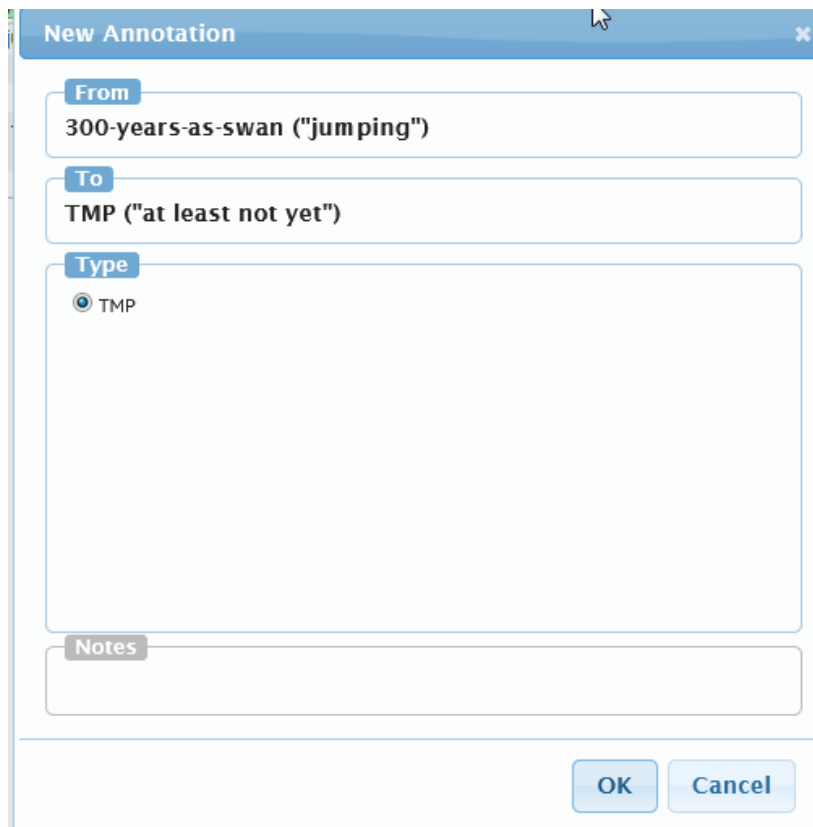 New Annotation
From
300-years-as-swan ("jumping")
To
TMP ("at least not yet")
Type
TMP
Notes
OK Cancel